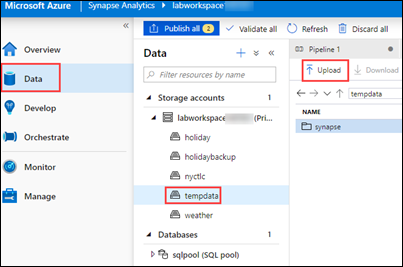 Microsoft Azure Synapse Analytics › labworkspace
Publish all 2 Validate all Refresh Discard all
Overview
Data
Develop
Orchestrate
Monitor
Manage
Data
Filter resources by name
Storage accounts 1
labworkspace (Pri...
holiday
holidaybackup
nyctlc
tempdata
weather
Databases 1
sqlpool (SQL pool)
Pipeline 1
Upload Download
tempdata
NAME
synapse